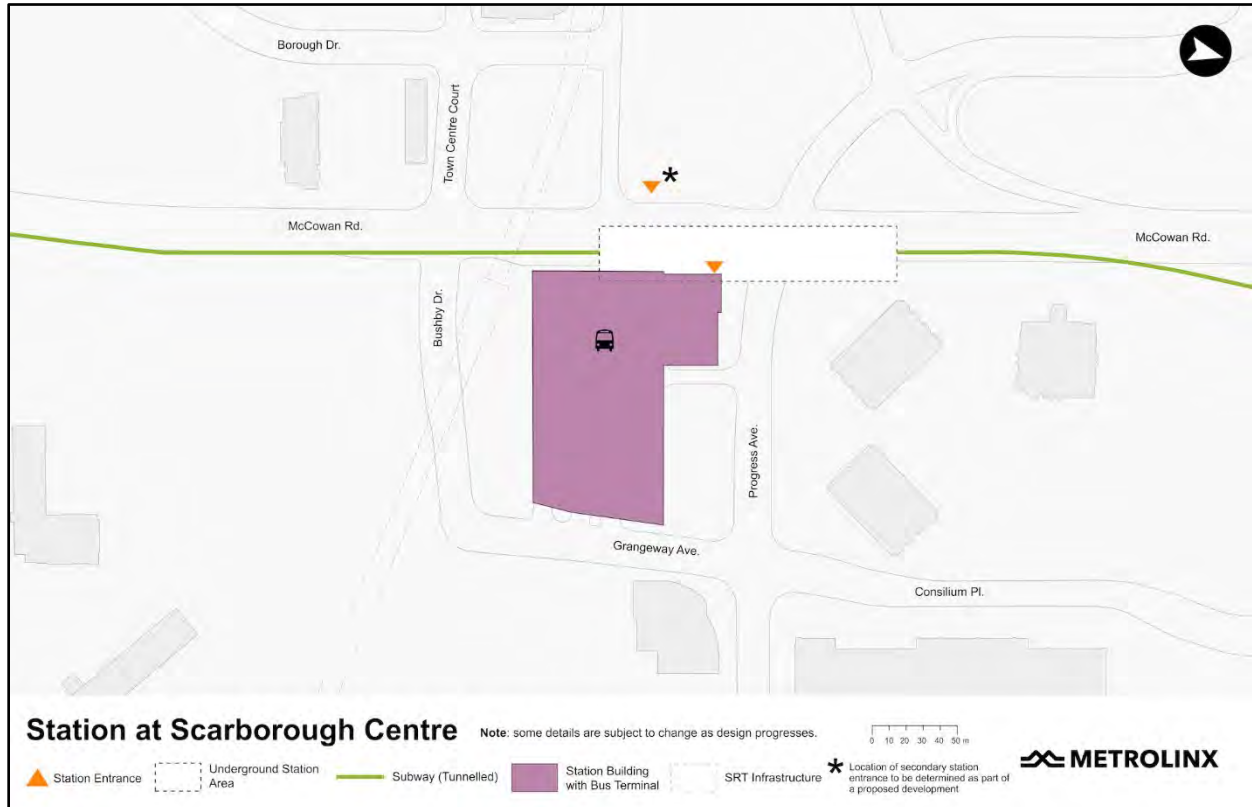 Borough Dr.
Town Centre Court
*
McCowan Rd.
McCowan Rd.
Bushby Dr.
Progress Ave.
Grangeway Ave.
Consilium Pl.
Station at Scarborough Centre
Note: some details are subject to change as design progresses.
0 10 20 30 40 50 m
METROLINX
Station Entrance
Underground Station
Area
Subway (Tunnelled)
Station Building
with Bus Terminal
SRT Infrastructure
* Location of secondary station
entrance to be determined as part of
a proposed development